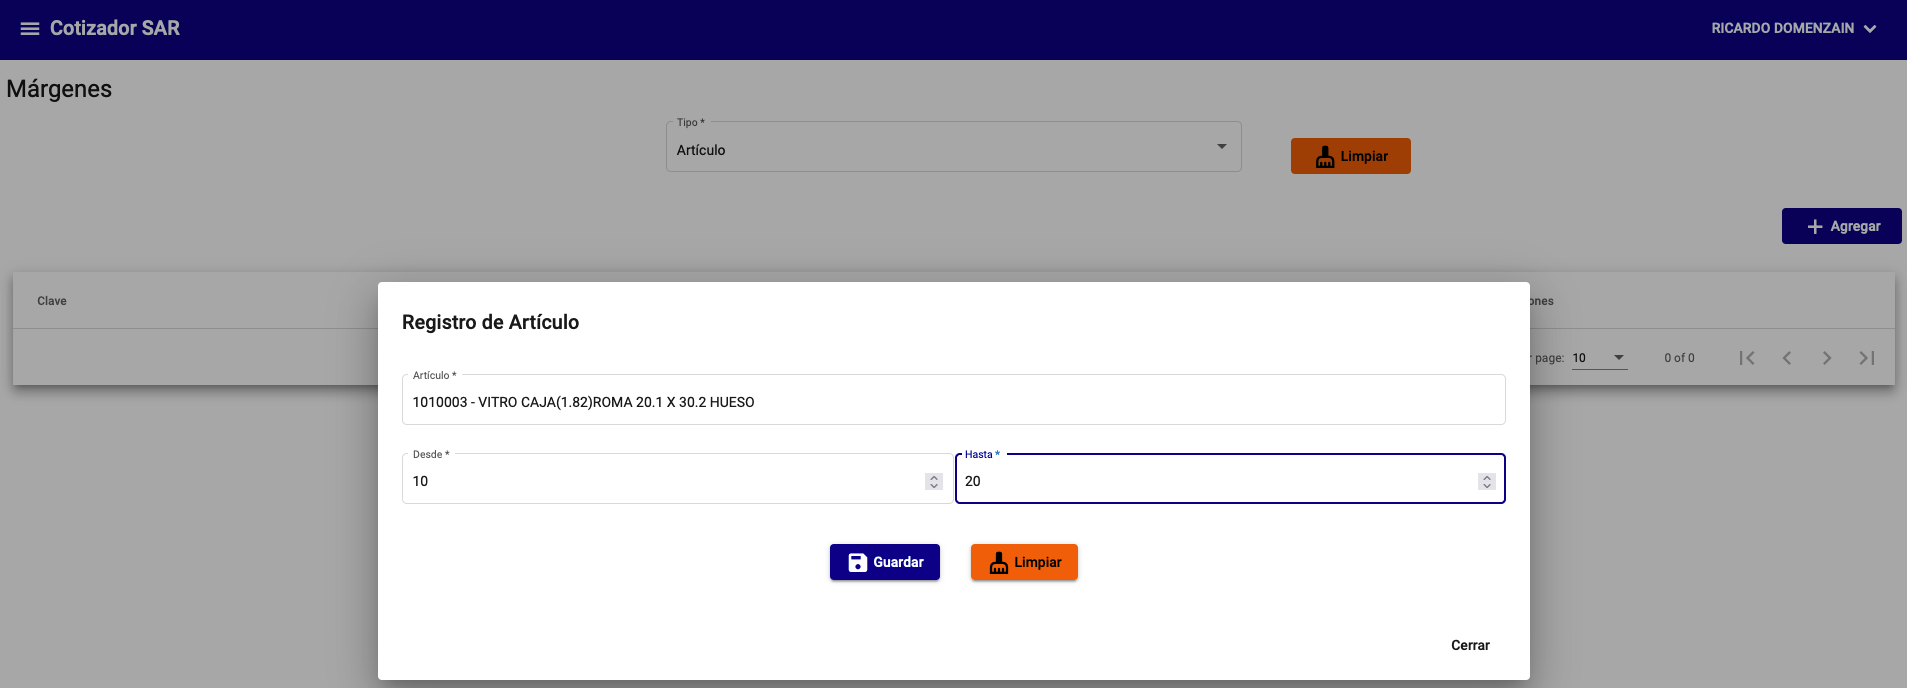 Cotizador SAR
RICARDO DOMENZAIN
Márgenes
Tipo *
Artículo
Limpiar
Agregar
Clave
ones
Registro de Artículo
Artículo *
1010003 - VITRO CAJA(1.82)ROMA 20.1 X 30.2 HUESO
Desde *
10
Hasta *
20
page: 10
0 of 0
Guardar
Limpiar
Cerrar